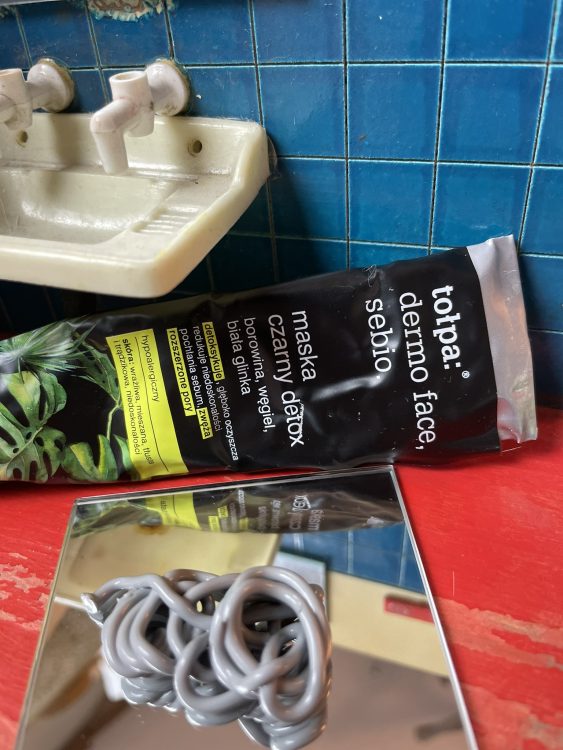 tołpa:®
dermo face,
sebio
maska
czarny detox
borowina, węgiel,
biała glinka
detoksykuje, głęboko oczyszcza
redukuje niedoskonałości
pochłania sebum, zwęża
rozszerzone pory
hypoalergiczny
skóra: wrażliwa, mieszana, tłusta
i trądzikowa, niedoskonałości